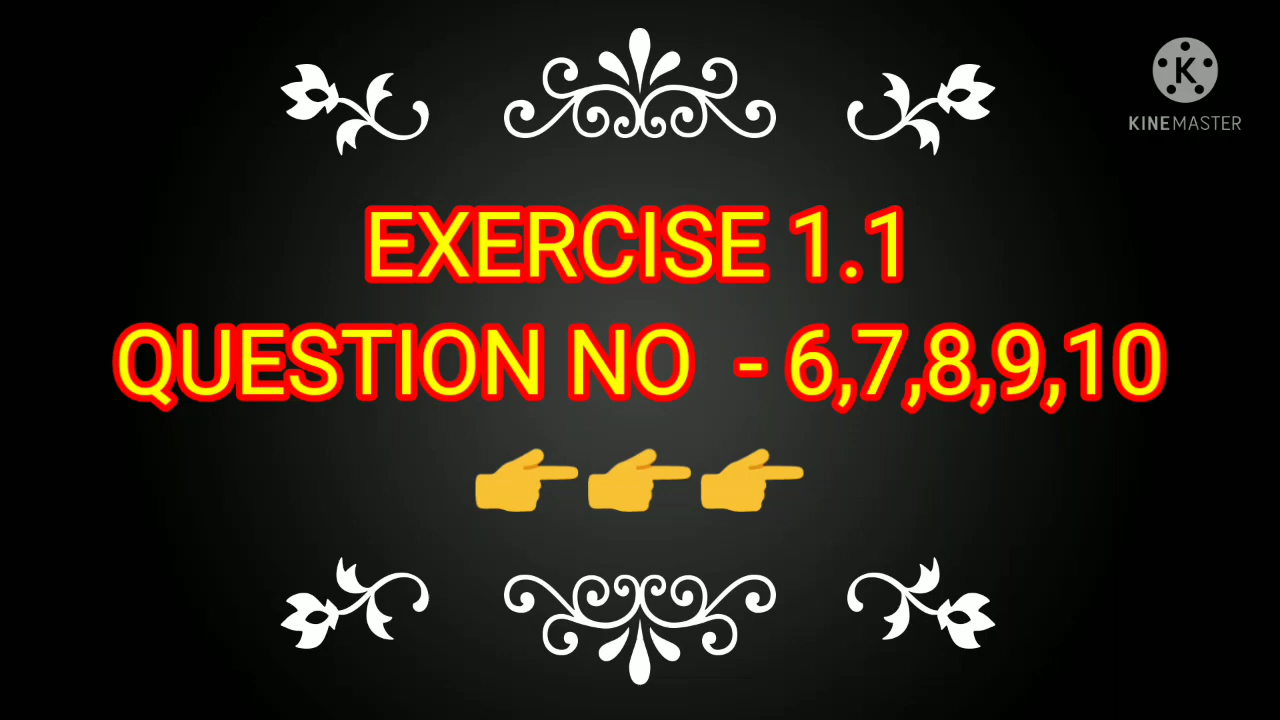 KINEMASTER
EXERCISE 1.1
QUESTION NO - 6,7,8,9,10